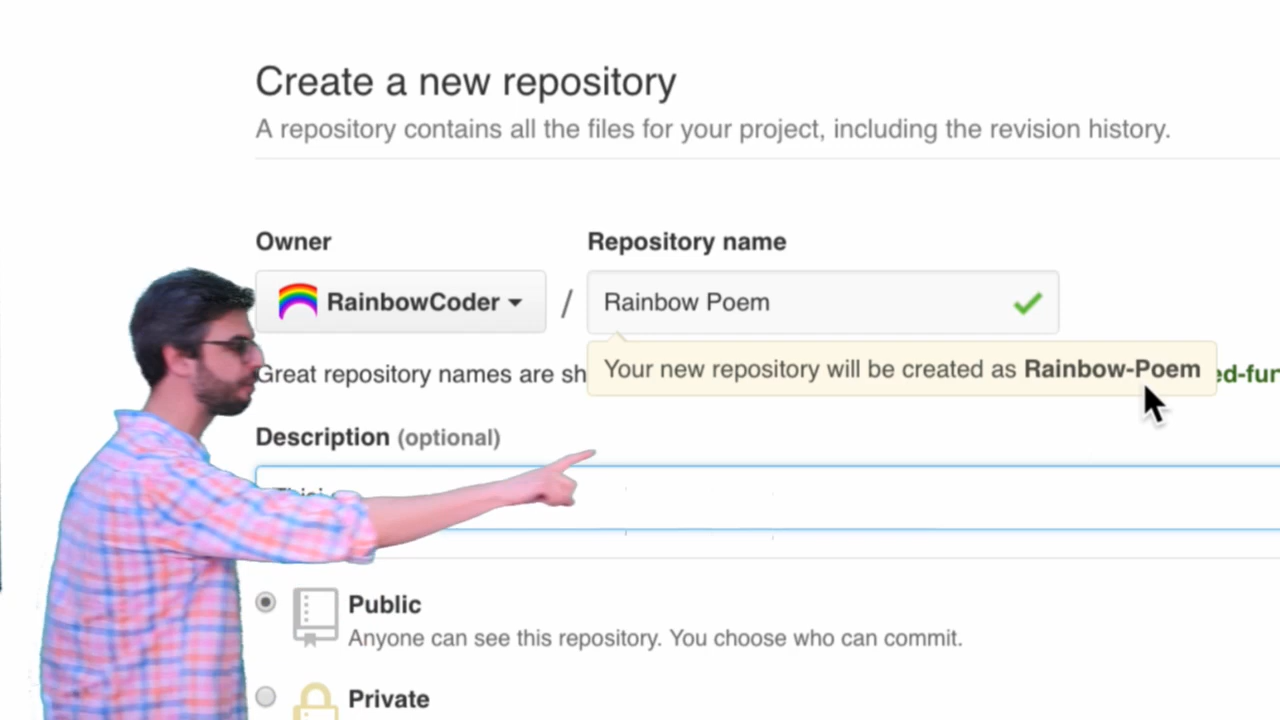 Create a new repository
A repository contains all the files for your project, including the revision history.
Owner
Repository name
RainbowCoder
/
Rainbow Poem
Great repository names are sh
Your new repository will be created as Rainbow-Poem
ed-fun
Description (optional)
Public
Anyone can see this repository. You choose who can commit.
Private